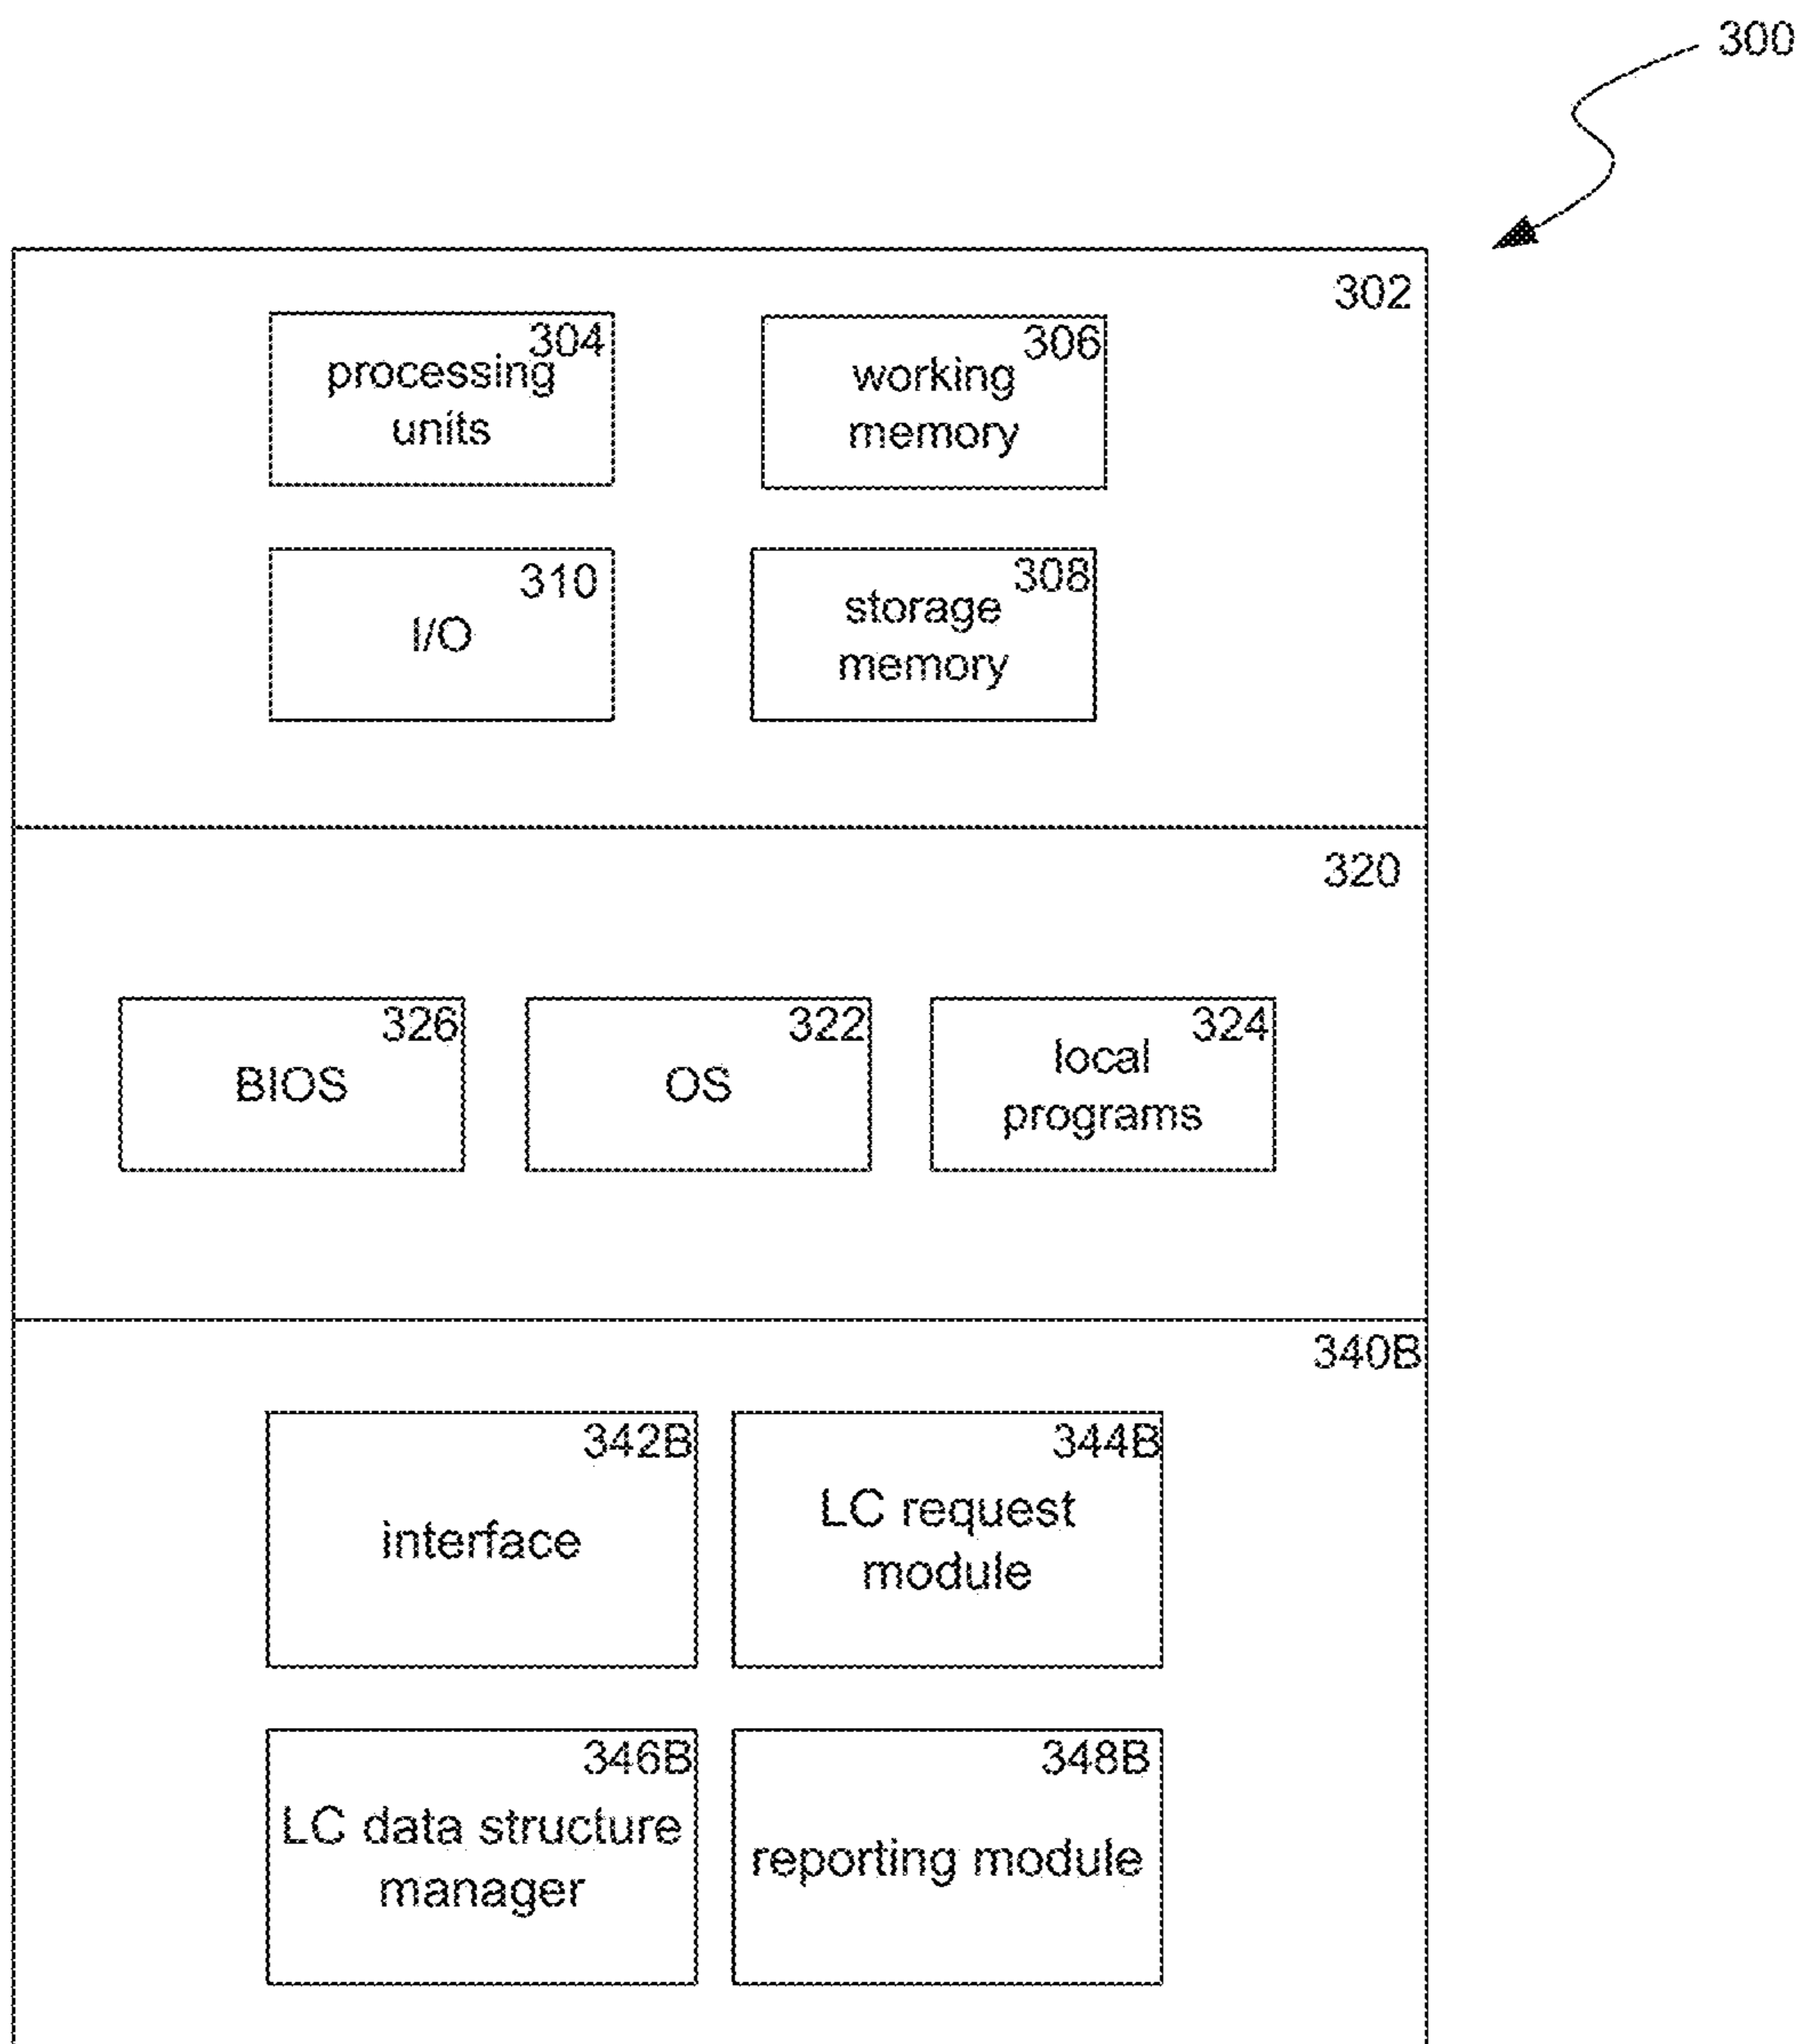 300
302
304
processing
units
306
working
memory
310
I/O
308
storage
memory
320
326
BIOS
322
OS
324
local
programs
340B
342B
interface
344B
LC request
module
346B
LC data structure
manager
348B
reporting module